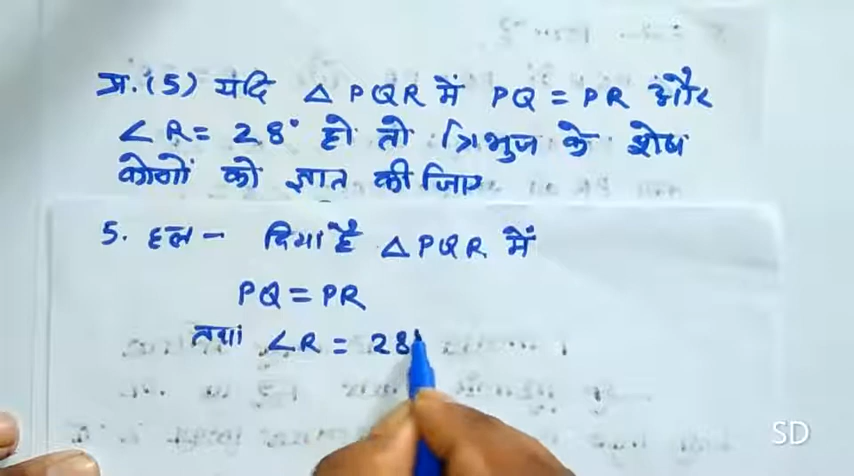 प्र.(5) यदि △ PQR में PQ = PR और
∠R = 28° हो तो त्रिभुज के शेष
कोणों को ज्ञात कीजिए
5. हल - दिया है △PQR में
PQ = PR
तथा ∠R = 28
SD